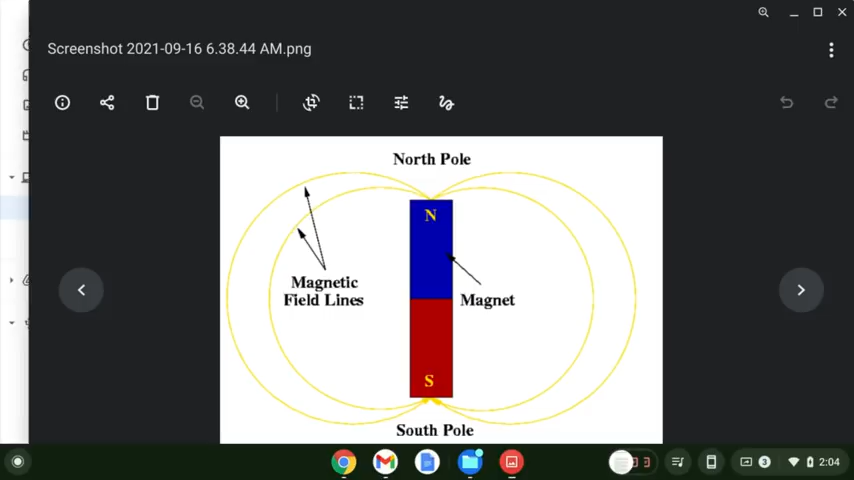 Screenshot 2021-09-16 6.38.44 AM.png
North Pole
N
Magnetic
Field Lines
Magnet
S
South Pole
3
2:04